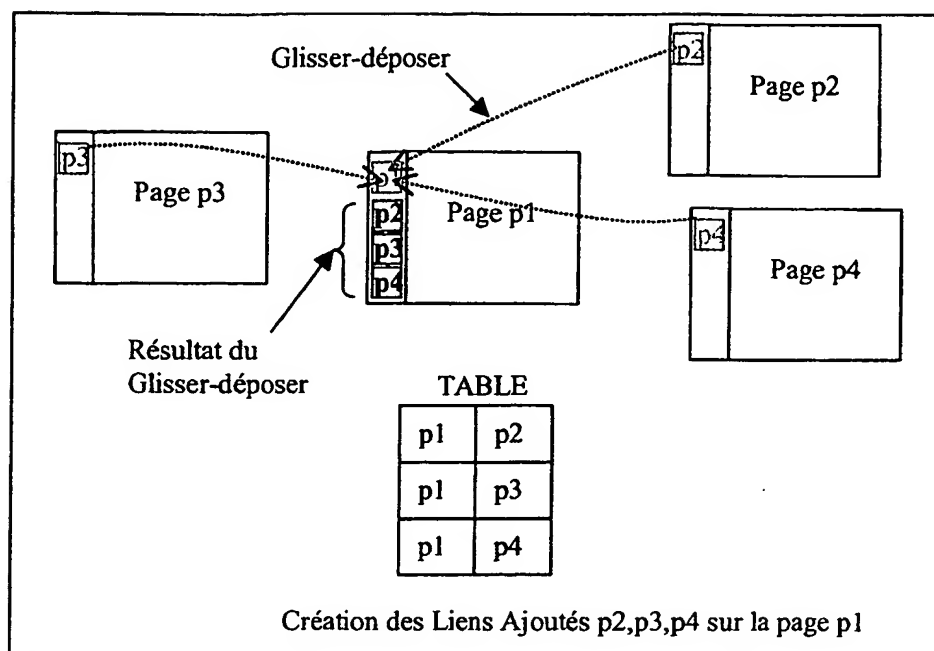 Glisser-déposer
p2
Page p2
p3
Page p3
p2
p3
p4
Page p1
p4
Page p4
Résultat du
Glisser-déposer
TABLE
p1 p2
p1 p3
p1 p4
Création des Liens Ajoutés p2,p3,p4 sur la page p1